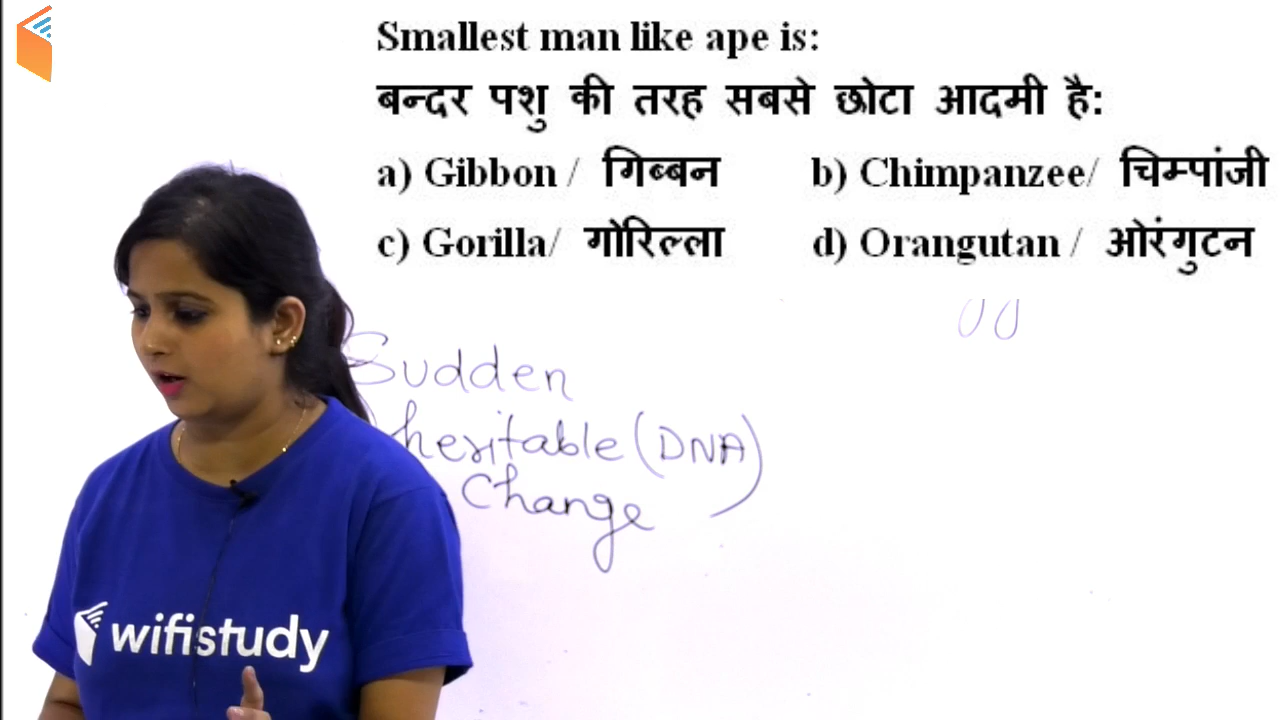 Smallest man like ape is:
बन्दर पशु की तरह सबसे छोटा आदमी है:
a) Gibbon / गिब्बन b) Chimpanzee/ चिम्पांजी
c) Gorilla/ गोरिल्ला d) Orangutan / ओरंगुटन
Sudden
heritable (DNA)
Change
wifistudy